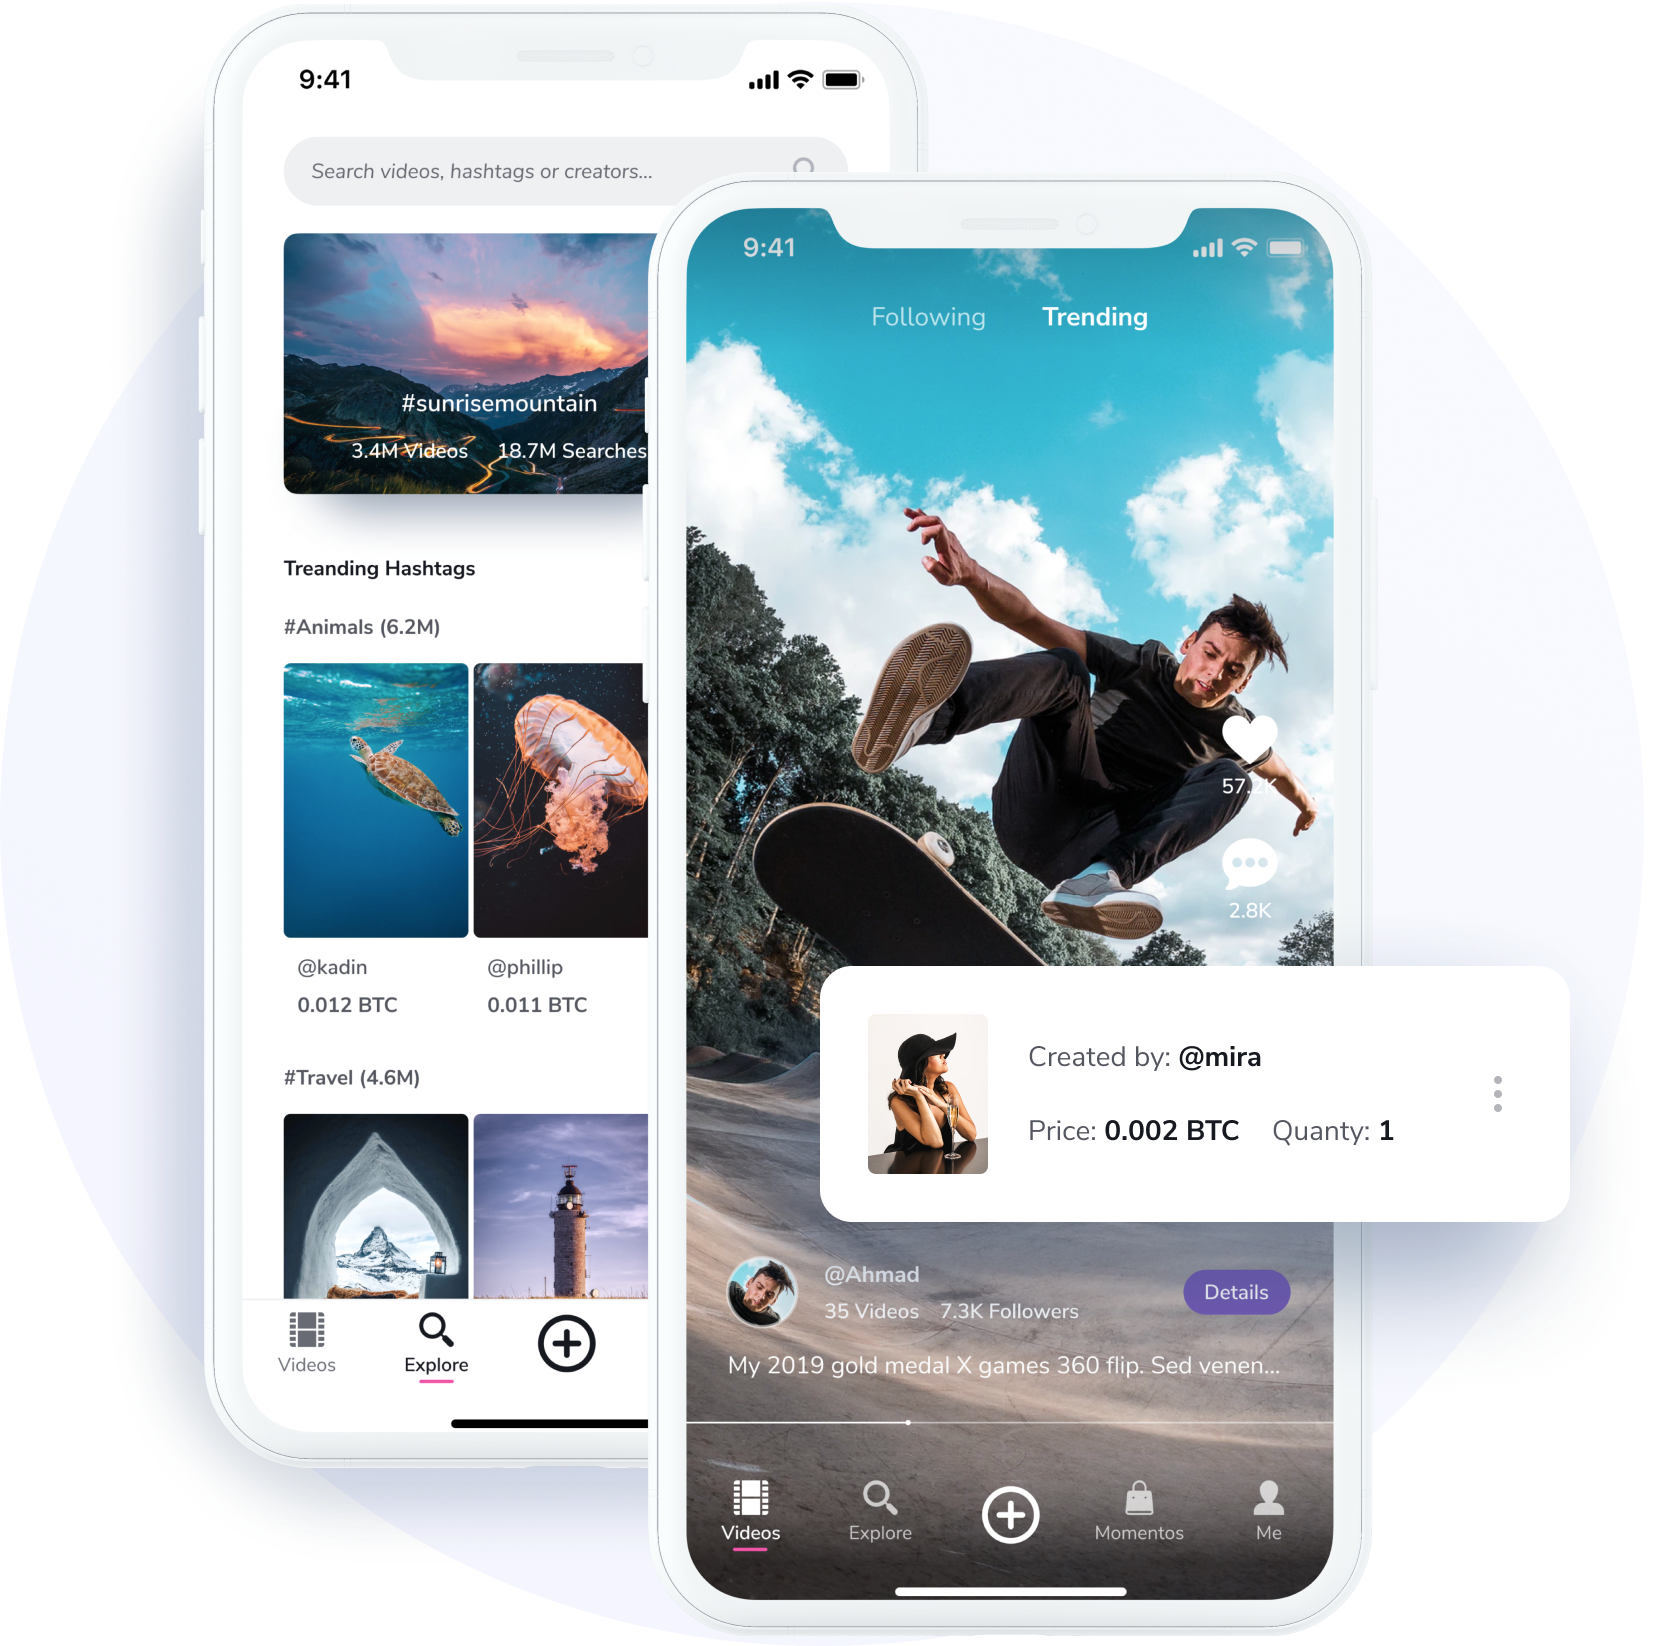 9:41
Search videos, hashtags or creators...
#sunrisemountain
3.4M Videos 18.7M Searches
Treanding Hashtags
#Animals (6.2M)
@kadin @phillip
0.012 BTC 0.011 BTC
#Travel (4.6M)
Videos Explore
9:41
Following Trending
57.2K
2.8K
Created by: @mira
Price: 0.002 BTC Quanty: 1
@Ahmad
35 Videos 7.3K Followers
Details
My 2019 gold medal X games 360 flip. Sed venen...
Videos Explore Momentos Me